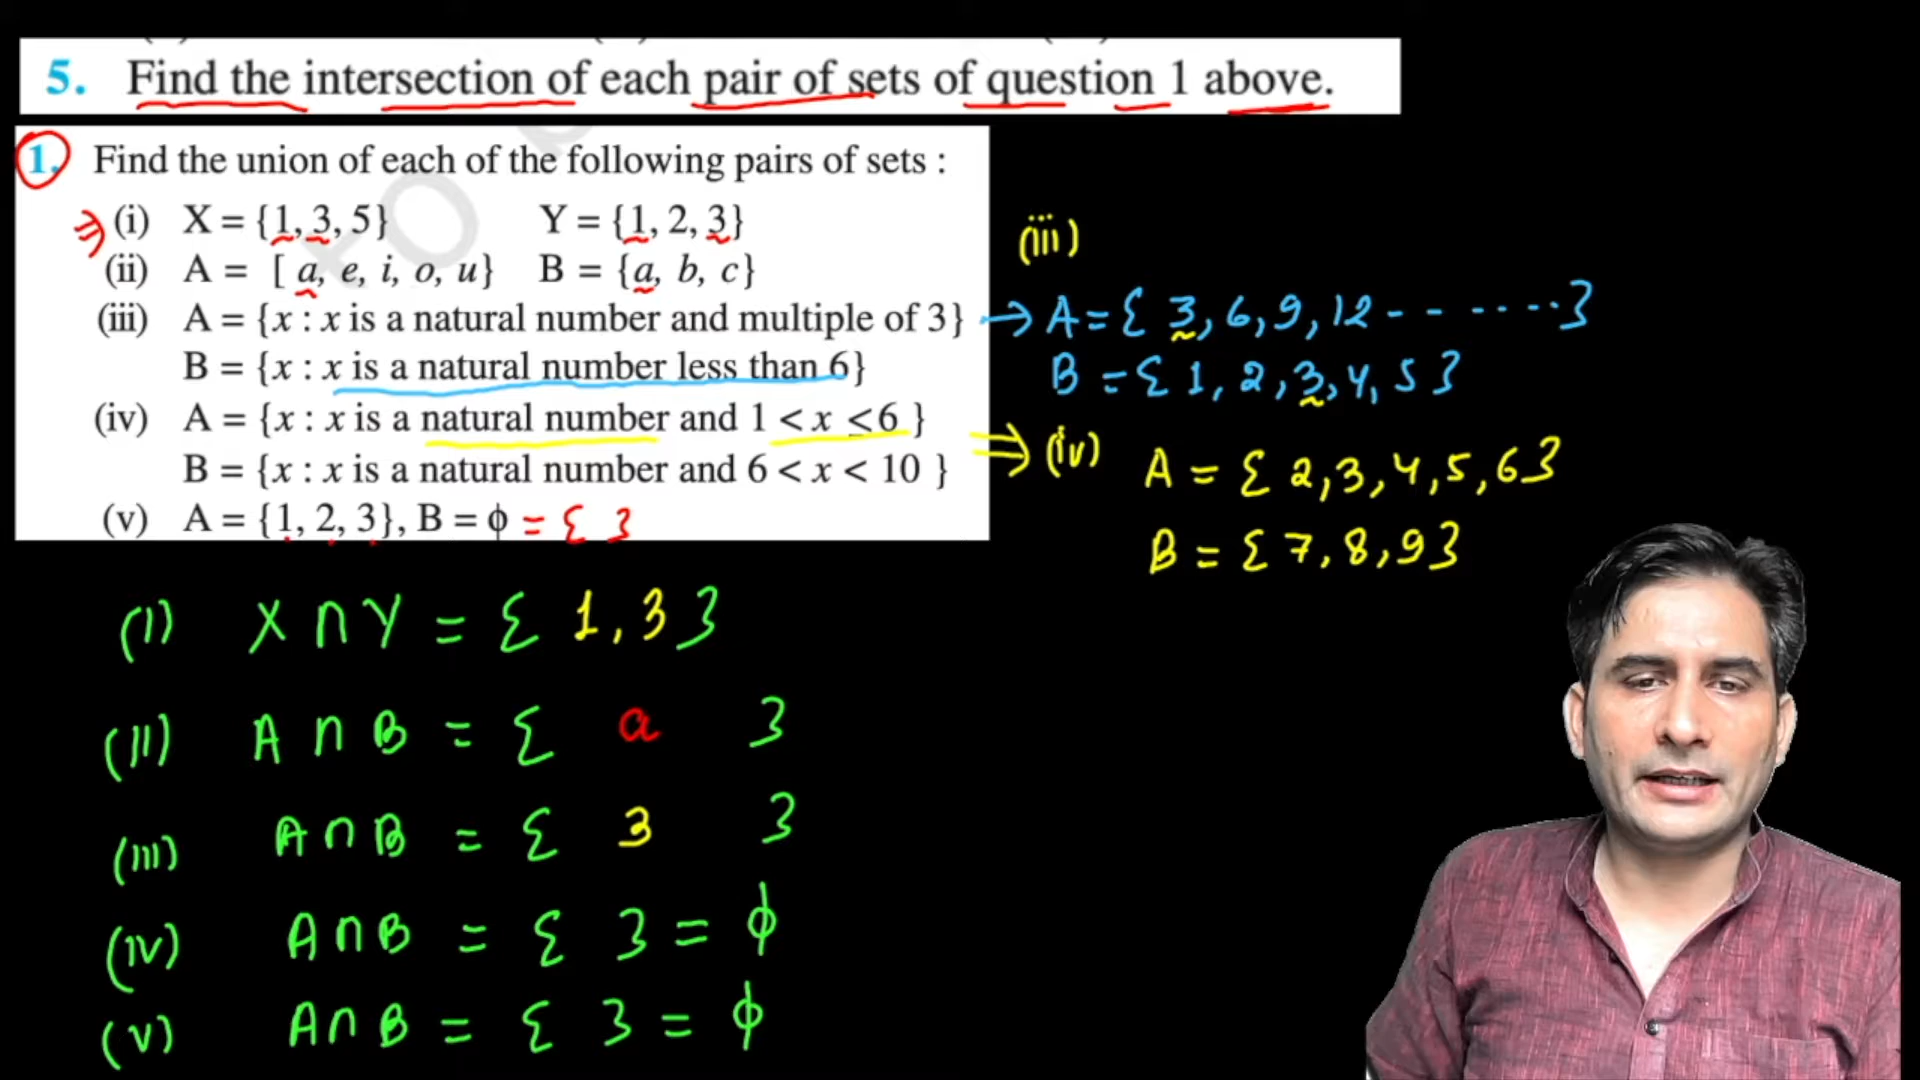 5. Find the intersection of each pair of sets of question 1 above.
1. Find the union of each of the following pairs of sets :
(i) X = {1, 3, 5} Y = {1, 2, 3}
(ii) A = [ a, e, i, o, u} B = {a, b, c}
(iii) A = {x : x is a natural number and multiple of 3}
B = {x : x is a natural number less than 6}
(iv) A = {x : x is a natural number and 1 < x ≤ 6 }
B = {x : x is a natural number and 6 < x < 10 }
(v) A = {1, 2, 3}, B = ϕ = { }
(iii)
→ A = { 3, 6, 9, 12 - - - - - - - }
B = { 1, 2, 3, 4, 5 }
⇒ (iv) A = { 2, 3, 4, 5, 6 }
B = { 7, 8, 9 }
(I) X ∩ Y = { 1, 3 }
(II) A ∩ B = { a }
(III) A ∩ B = { 3 }
(IV) A ∩ B = { } = ϕ
(V) A ∩ B = { } = ϕ